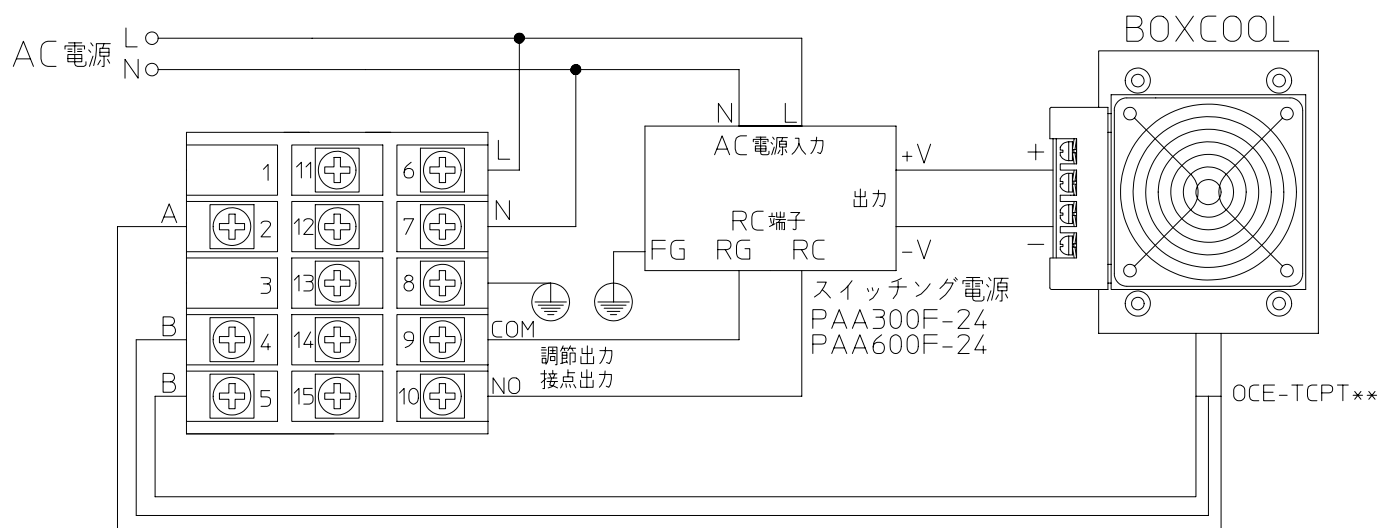 BOXCOOL
AC電源
L
N
N L
AC電源入力
+V
出力
-V
RC端子
FG RG RC
スイッチング電源
PAA300F-24
PAA600F-24
+
-
L
N
COM
NO
調節出力
接点出力
A
B
B
1 11 6
2 12 7
3 13 8
4 14 9
5 15 10
OCE-TCPT**